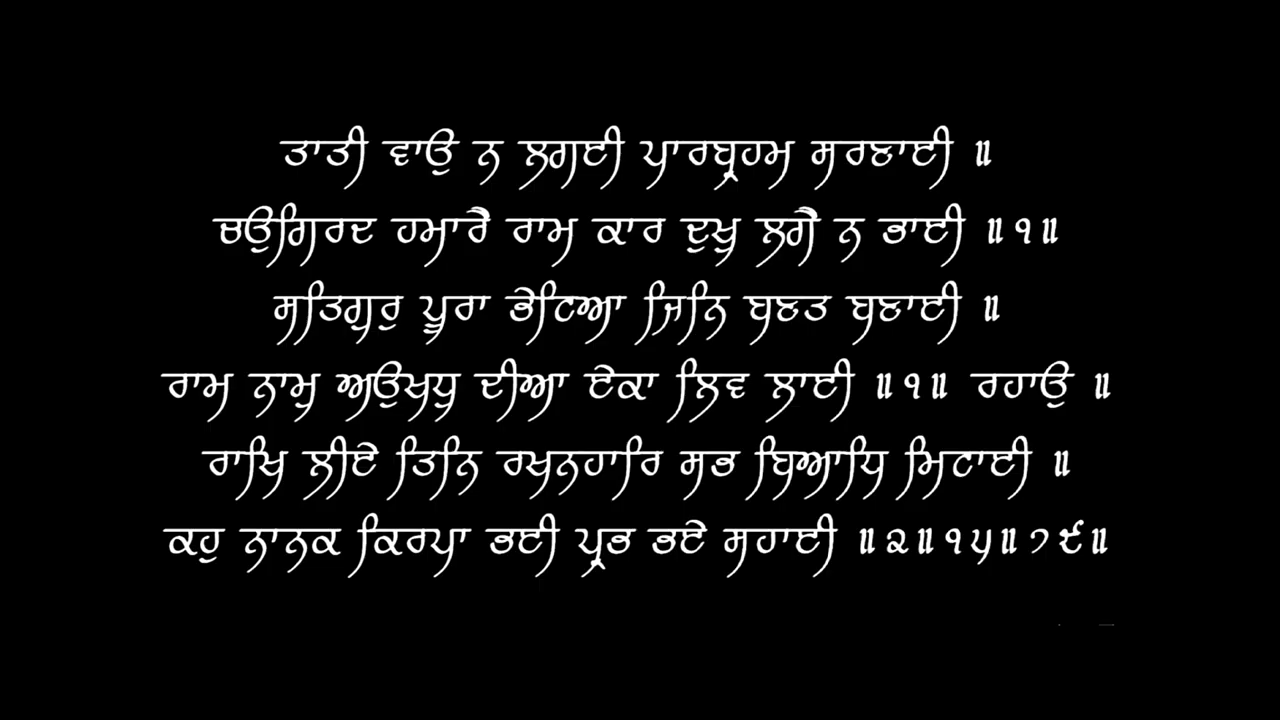 ਤਾਤੀ ਵਾਉ ਨ ਲਗਈ ਪਾਰਬ੍ਰਹਮ ਸਰਣਾਈ ॥
ਚਉਗਿਰਦ ਹਮਾਰੈ ਰਾਮ ਕਾਰ ਦੁਖੁ ਲਗੈ ਨ ਭਾਈ ॥੧॥
ਸਤਿਗੁਰੁ ਪੂਰਾ ਭੇਟਿਆ ਜਿਨਿ ਬਣਤ ਬਣਾਈ ॥
ਰਾਮ ਨਾਮੁ ਅਉਖਧੁ ਦੀਆ ਏਕਾ ਲਿਵ ਲਾਈ ॥੧॥ ਰਹਾਉ ॥
ਰਾਖਿ ਲੀਏ ਤਿਨਿ ਰਖਨਹਾਰਿ ਸਭ ਬਿਆਧਿ ਮਿਟਾਈ ॥
ਕਹੁ ਨਾਨਕ ਕਿਰਪਾ ਭਈ ਪ੍ਰਭ ਭਏ ਸਹਾਈ ॥੨॥੧੫॥੭੯॥